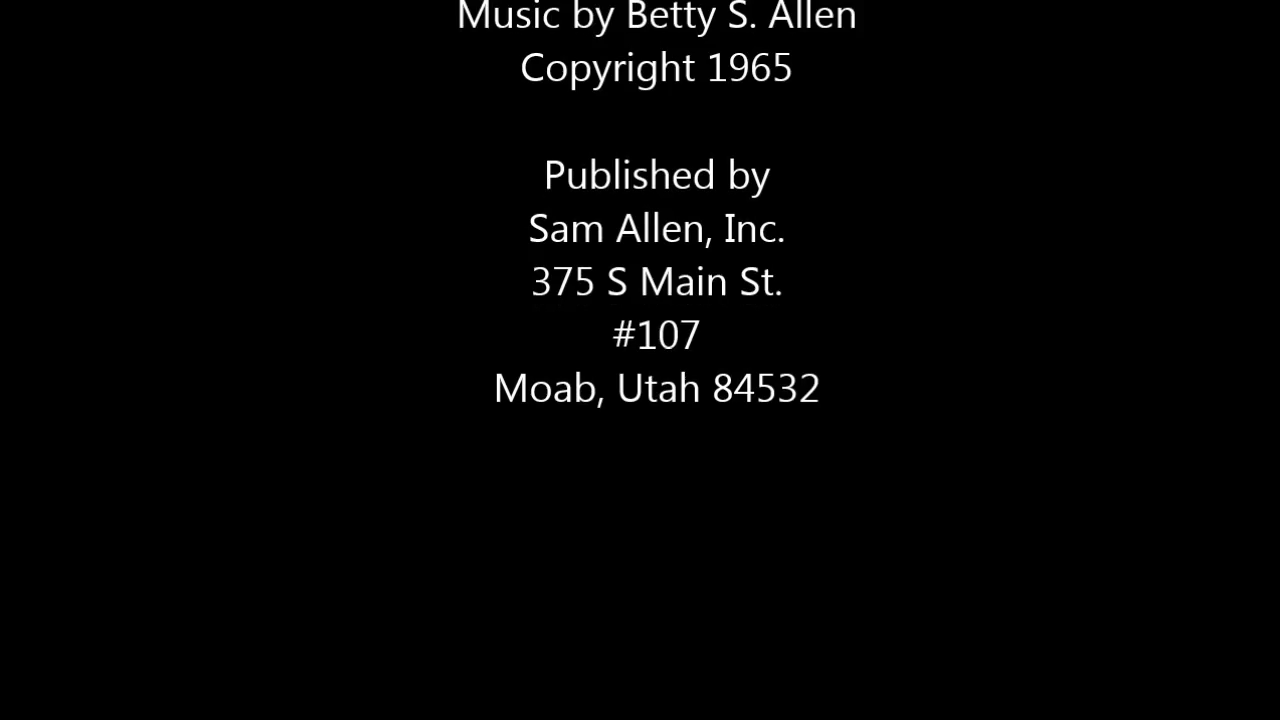 Music by Betty S. Allen
Copyright 1965
Published by
Sam Allen, Inc.
375 S Main St.
#107
Moab, Utah 84532